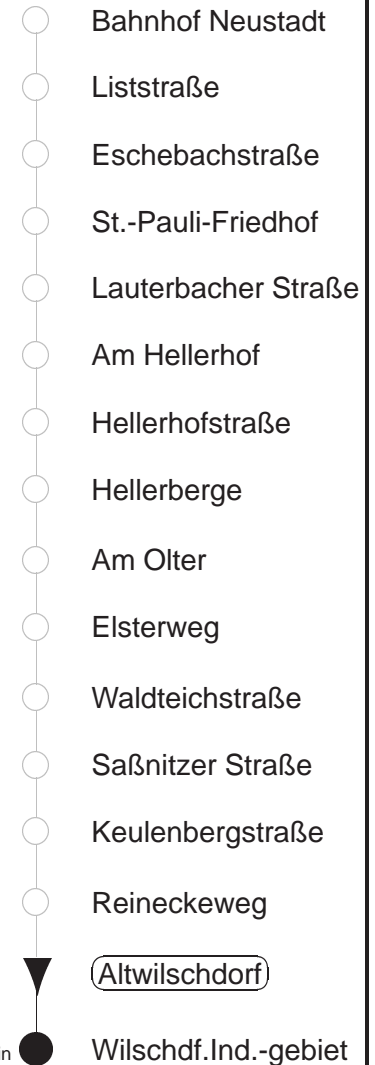 Bahnhof Neustadt
Liststraße
Eschebachstraße
St.-Pauli-Friedhof
Lauterbacher Straße
Am Hellerhof
Hellerhofstraße
Hellerberge
Am Olter
Elsterweg
Waldteichstraße
Saßnitzer Straße
Keulenbergstraße
Reineckeweg
Altwilschdorf
in Wilschdf.Ind.-gebiet